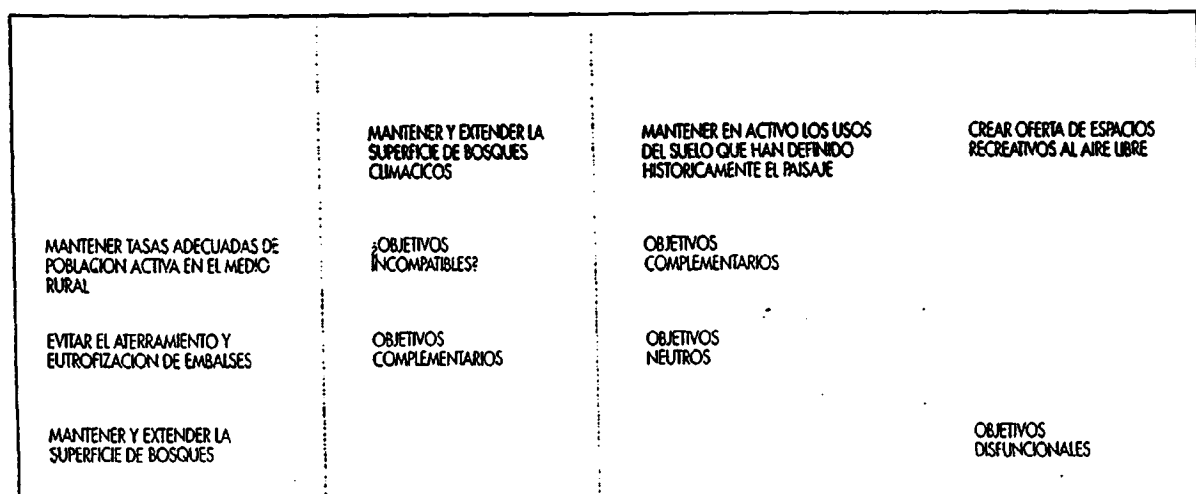 MANTENER Y EXTENDER LA
SUPERFICIE DE BOSQUES
CLIMACICOS
MANTENER EN ACTIVO LOS USOS
DEL SUELO QUE HAN DEFINIDO
HISTORICAMENTE EL PAISAJE
CREAR OFERTA DE ESPACIOS
RECREATIVOS AL AIRE LIBRE
MANTENER TASAS ADECUADAS DE
POBLACION ACTIVA EN EL MEDIO
RURAL
¿OBJETIVOS
INCOMPATIBLES?
OBJETIVOS
COMPLEMENTARIOS
EVITAR EL ATERRAMIENTO Y
EUTROFIZACION DE EMBALSES
OBJETIVOS
COMPLEMENTARIOS
OBJETIVOS
NEUTROS
MANTENER Y EXTENDER LA
SUPERFICIE DE BOSQUES
OBJETIVOS
DISFUNCIONALES